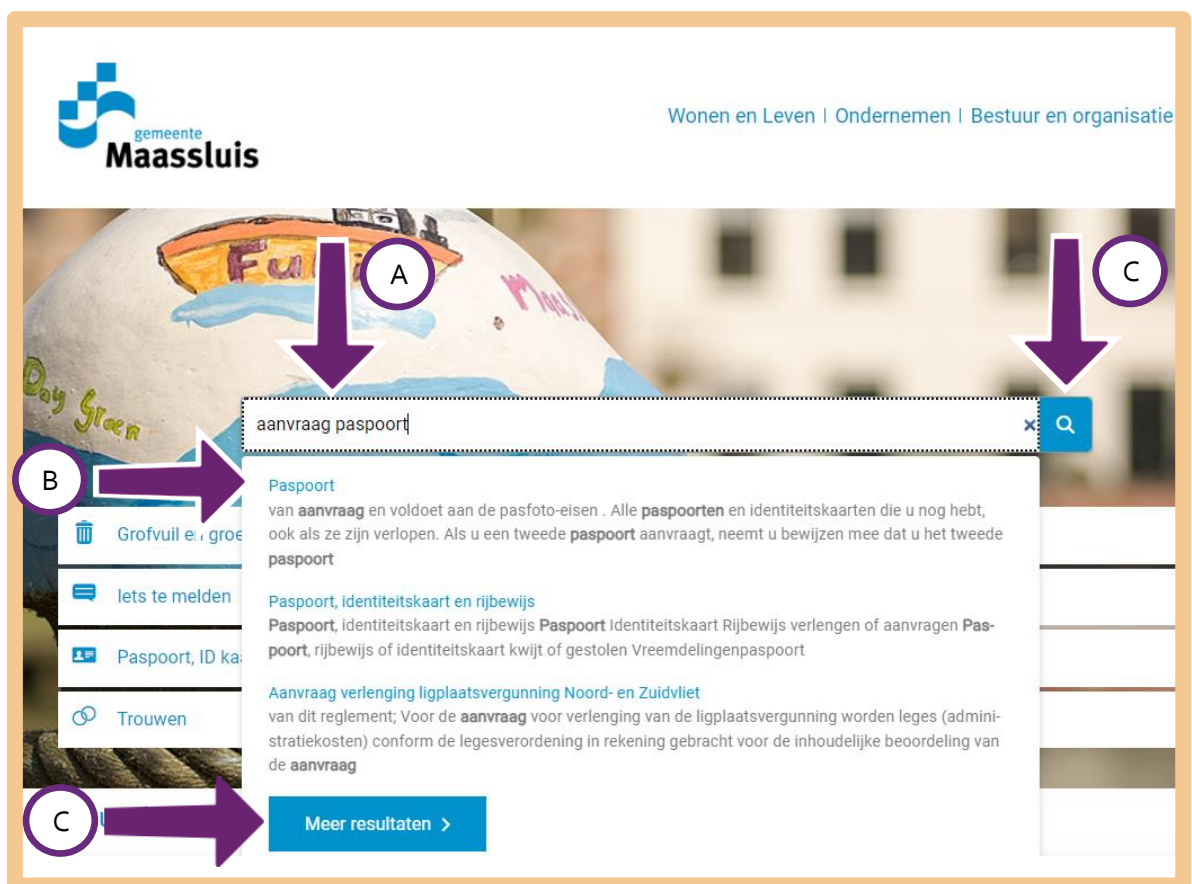 gemeente
Maassluis
Wonen en Leven | Ondernemen | Bestuur en organisatie
A
C
Day Green
aanvraag paspoort
B
Paspoort
van aanvraag en voldoet aan de pasfoto-eisen . Alle paspoorten en identiteitskaarten die u nog hebt,
ook als ze zijn verlopen. Als u een tweede paspoort aanvraagt, neemt u bewijzen mee dat u het tweede
paspoort
Grofvuil en groe
Iets te melden
Paspoort, identiteitskaart en rijbewijs
Paspoort, identiteitskaart en rijbewijs Paspoort Identiteitskaart Rijbewijs verlengen of aanvragen Pas-
poort, rijbewijs of identiteitskaart kwijt of gestolen Vreemdelingenpaspoort
Paspoort, ID kaa
Aanvraag verlenging ligplaatsvergunning Noord- en Zuidvliet
van dit reglement; Voor de aanvraag voor verlenging van de ligplaatsvergunning worden leges (admini-
stratiekosten) conform de legesverordening in rekening gebracht voor de inhoudelijke beoordeling van
de aanvraag
Trouwen
C
Meer resultaten >